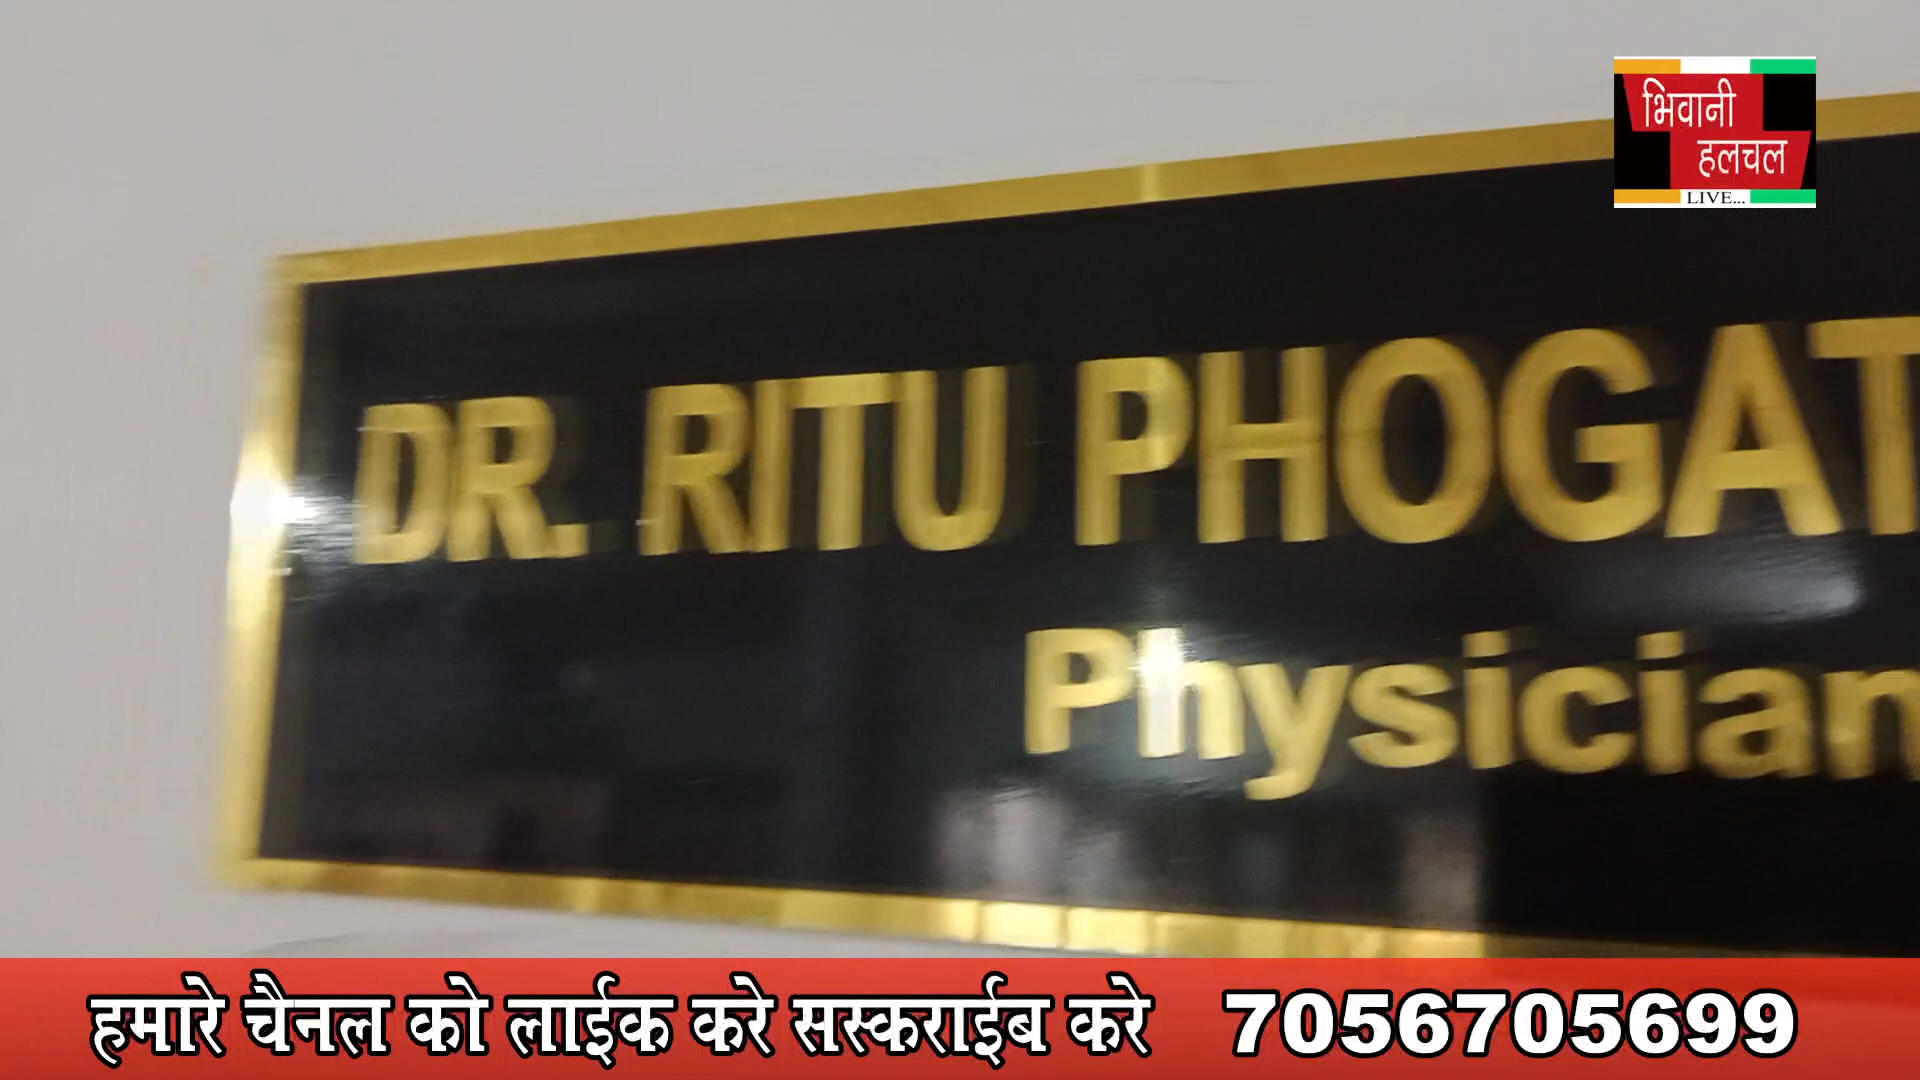 भिवानी
हलचल
LIVE...
DR. RITU PHOGAT
Physician
हमारे चैनल को लाईक करे सस्कराईब करे 7056705699